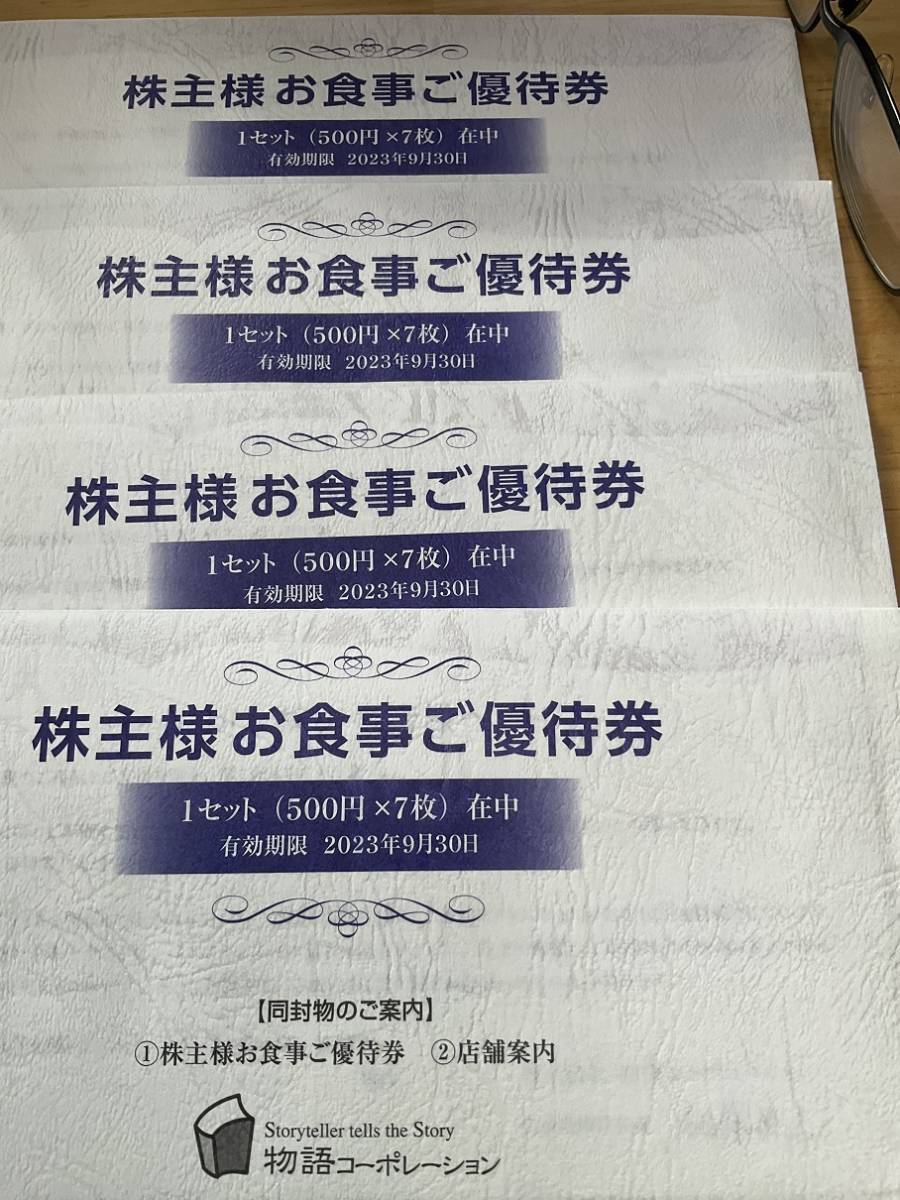 株主様お食事ご優待券
1セット（500円×7枚）在中
有効期限 2023年9月30日
株主様お食事ご優待券
1セット（500円×7枚）在中
有効期限 2023年9月30日
株主様お食事ご優待券
1セット（500円×7枚）在中
有効期限 2023年9月30日
株主様お食事ご優待券
1セット（500円×7枚）在中
有効期限 2023年9月30日
【同封物のご案内】
①株主様お食事ご優待券 ②店舗案内
Storyteller tells the Story
物語コーポレーション